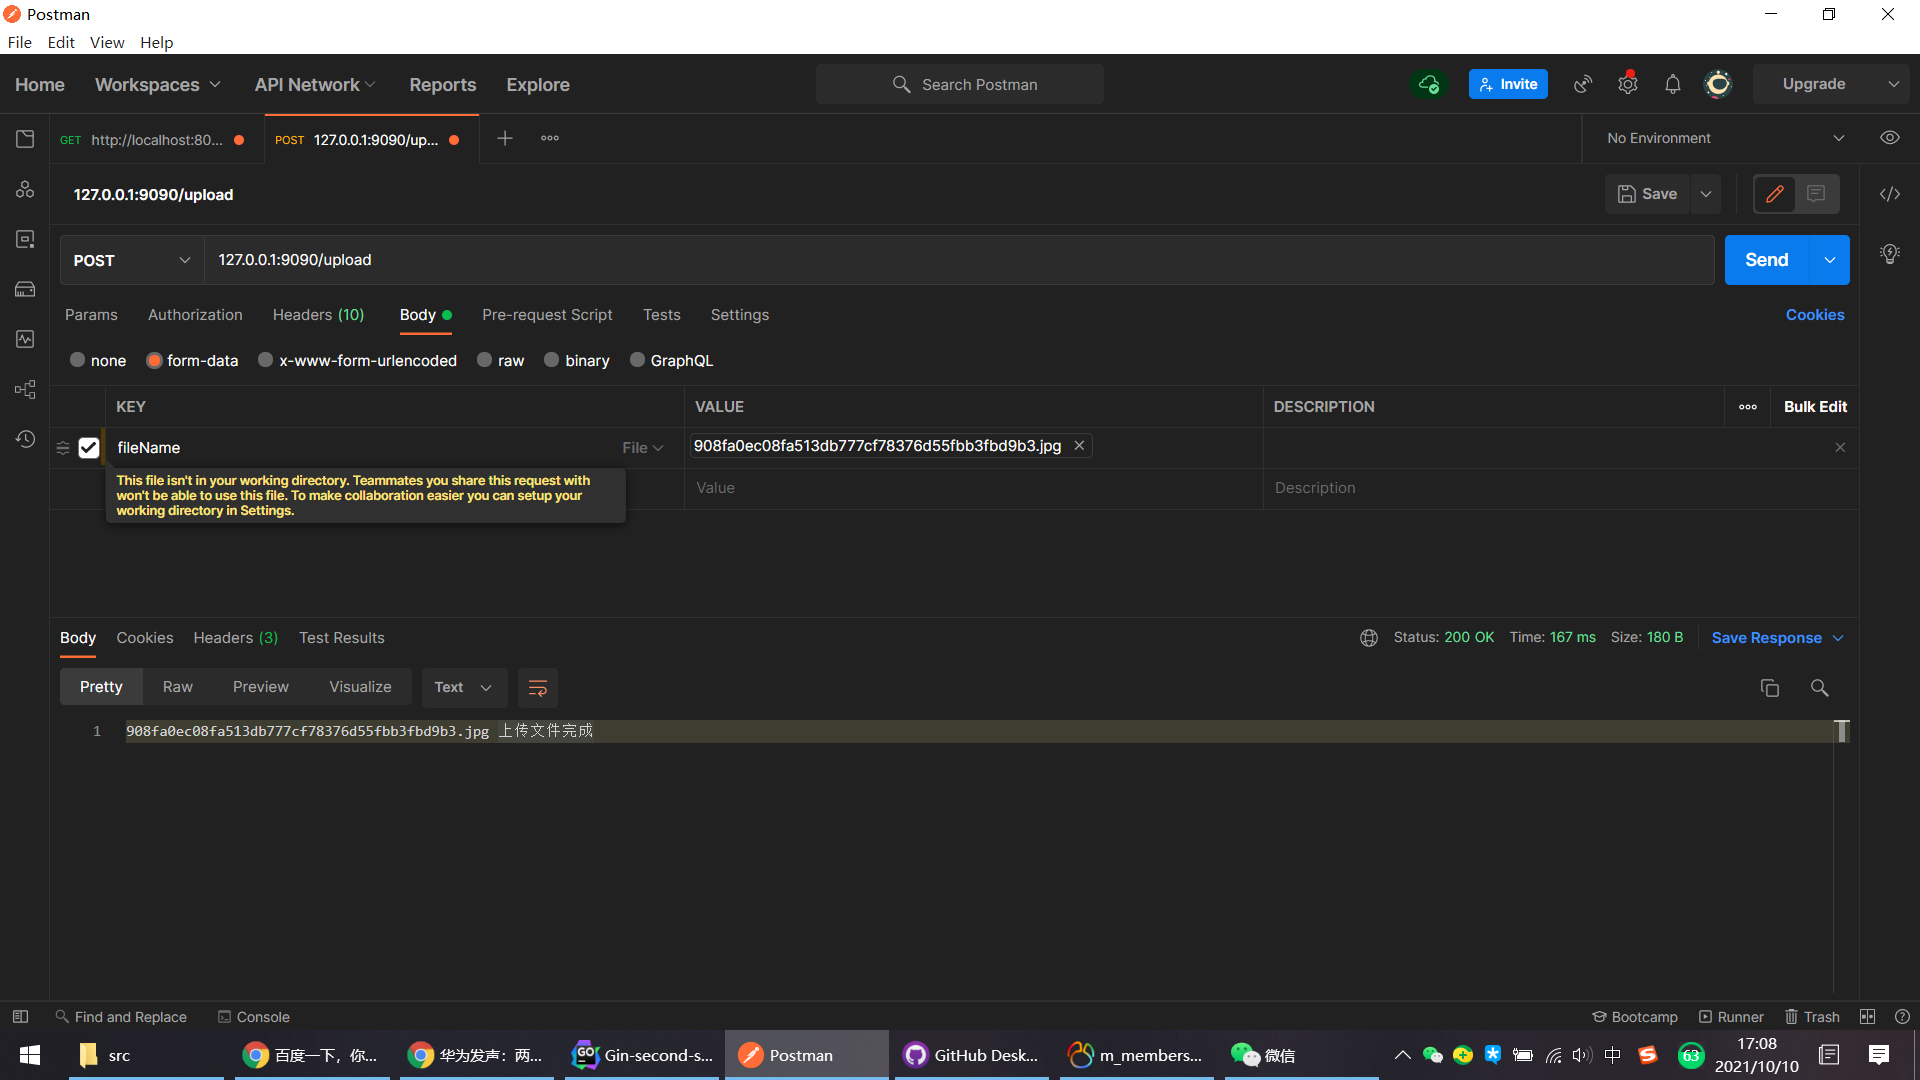 Postman
File Edit View Help
Home Workspaces API Network Reports Explore Search Postman Invite Upgrade
GET http://localhost:80... POST 127.0.0.1:9090/up... No Environment
127.0.0.1:9090/upload Save
POST 127.0.0.1:9090/upload Send
Params Authorization Headers (10) Body Pre-request Script Tests Settings Cookies
none form-data x-www-form-urlencoded raw binary GraphQL
KEY VALUE DESCRIPTION Bulk Edit
fileName File 908fa0ec08fa513db777cf78376d55fbb3fbd9b3.jpg
Value Description
This file isn't in your working directory. Teammates you share this request with
won't be able to use this file. To make collaboration easier you can setup your
working directory in Settings.
Body Cookies Headers (3) Test Results Status: 200 OK Time: 167 ms Size: 180 B Save Response
Pretty Raw Preview Visualize Text
1 908fa0ec08fa513db777cf78376d55fbb3fbd9b3.jpg 上传文件完成
Find and Replace Console Bootcamp Runner Trash
src 百度一下，你... 华为发声：两... GO Gin-second-s... Postman GitHub Desk... m_members... 微信 中 S 63 17:08
2021/10/10